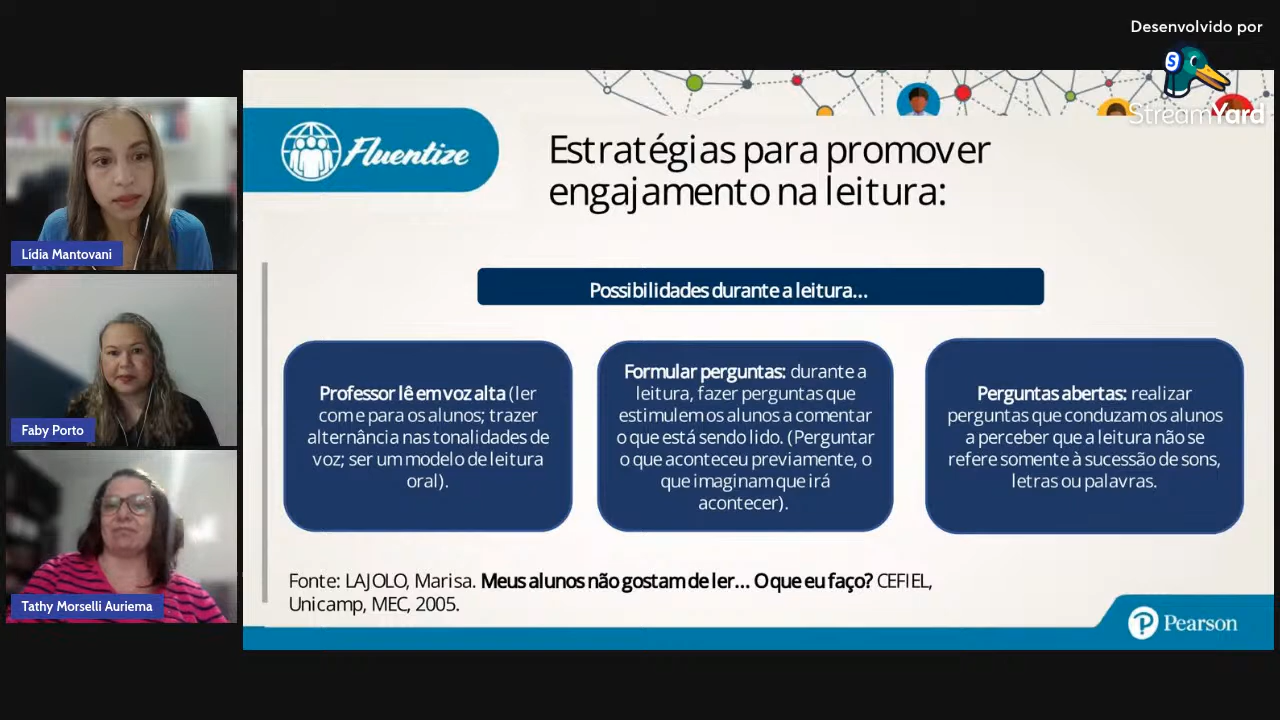 Desenvolvido por
StreamYard
Fluentize
Estratégias para promover
engajamento na leitura:
Possibilidades durante a leitura...
Professor lê em voz alta (ler
com e para os alunos; trazer
alternância nas tonalidades de
voz; ser um modelo de leitura
oral).
Formular perguntas: durante a
leitura, fazer perguntas que
estimulem os alunos a comentar
o que está sendo lido. (Perguntar
o que aconteceu previamente, o
que imaginam que irá
acontecer).
Perguntas abertas: realizar
perguntas que conduzam os alunos
a perceber que a leitura não se
refere somente à sucessão de sons,
letras ou palavras.
Fonte: LAJOLO, Marisa. Meus alunos não gostam de ler... O que eu faço? CEFIEL,
Unicamp, MEC, 2005.
Pearson
Lídia Mantovani
Faby Porto
Tathy Morselli Auriema